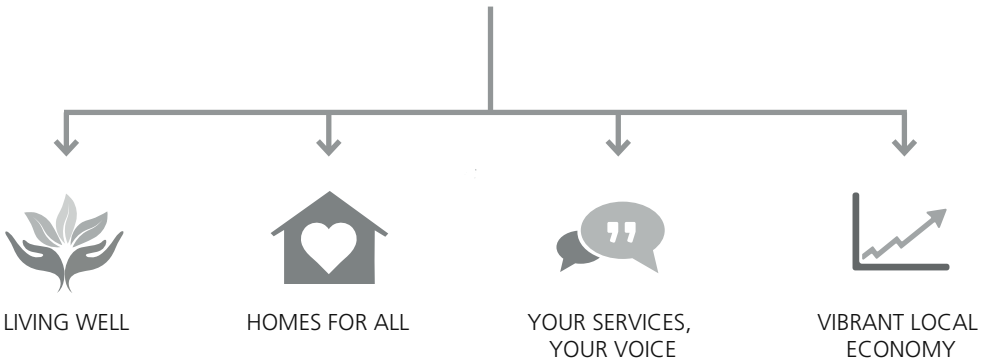 LIVING WELL
HOMES FOR ALL
YOUR SERVICES,
YOUR VOICE
VIBRANT LOCAL
ECONOMY